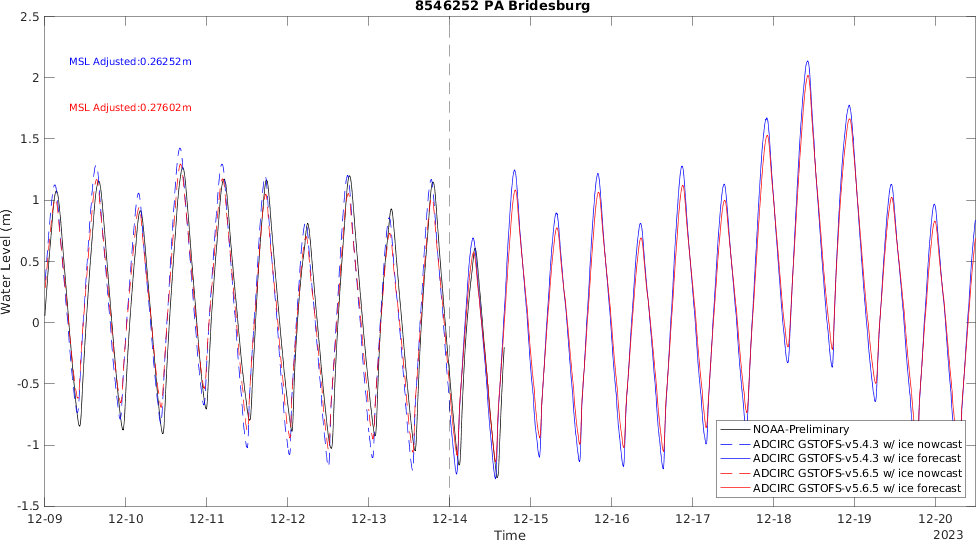 8546252 PA Bridesburg
2.5
2
1.5
1
0.5
0
-0.5
-1
-1.5
Water Level (m)
MSL Adjusted:0.26252m
MSL Adjusted:0.27602m
NOAA-Preliminary
ADCIRC GSTOFS-v5.4.3 w/ ice nowcast
ADCIRC GSTOFS-v5.4.3 w/ ice forecast
ADCIRC GSTOFS-v5.6.5 w/ ice nowcast
ADCIRC GSTOFS-v5.6.5 w/ ice forecast
12-09 12-10 12-11 12-12 12-13 12-14 12-15 12-16 12-17 12-18 12-19 12-20
Time
2023